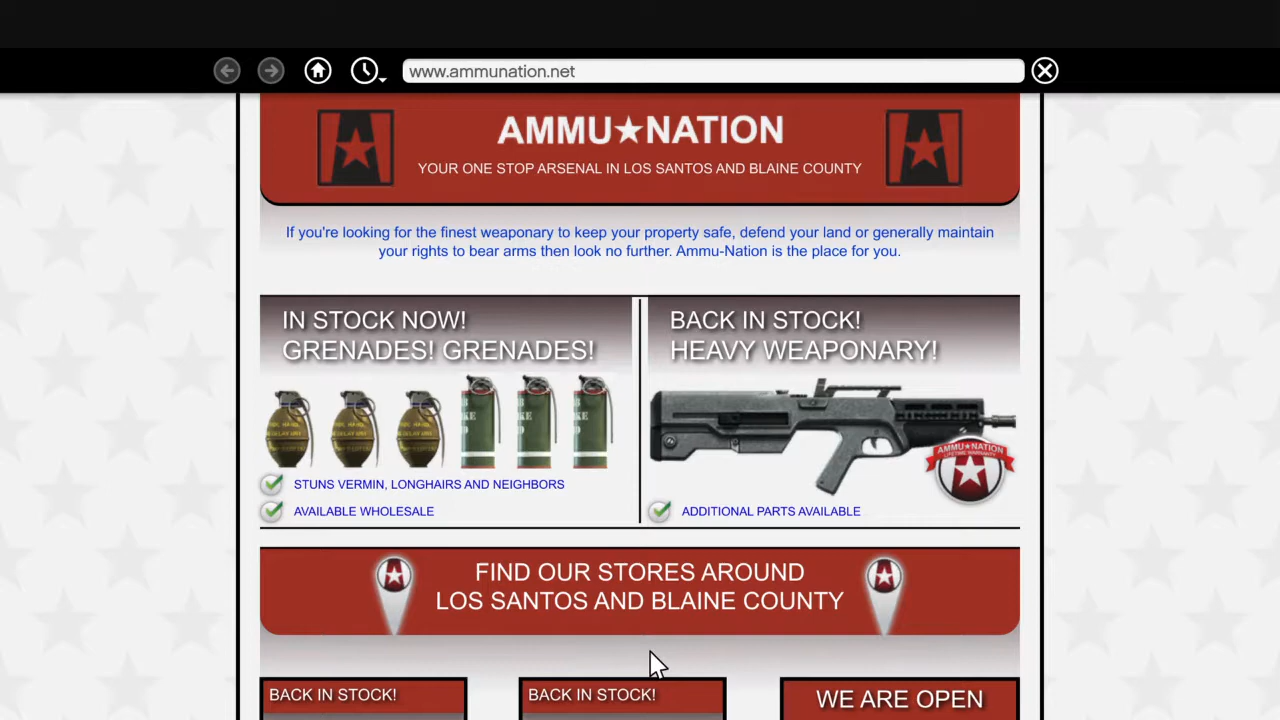 www.ammunation.net
AMMU★NATION
YOUR ONE STOP ARSENAL IN LOS SANTOS AND BLAINE COUNTY
If you're looking for the finest weaponary to keep your property safe, defend your land or generally maintain
your rights to bear arms then look no further. Ammu-Nation is the place for you.
IN STOCK NOW!
GRENADES! GRENADES!
STUNS VERMIN, LONGHAIRS AND NEIGHBORS
AVAILABLE WHOLESALE
BACK IN STOCK!
HEAVY WEAPONARY!
AMMU★NATION
LIFETIME WARRANTY
ADDITIONAL PARTS AVAILABLE
FIND OUR STORES AROUND
LOS SANTOS AND BLAINE COUNTY
BACK IN STOCK!
BACK IN STOCK!
WE ARE OPEN